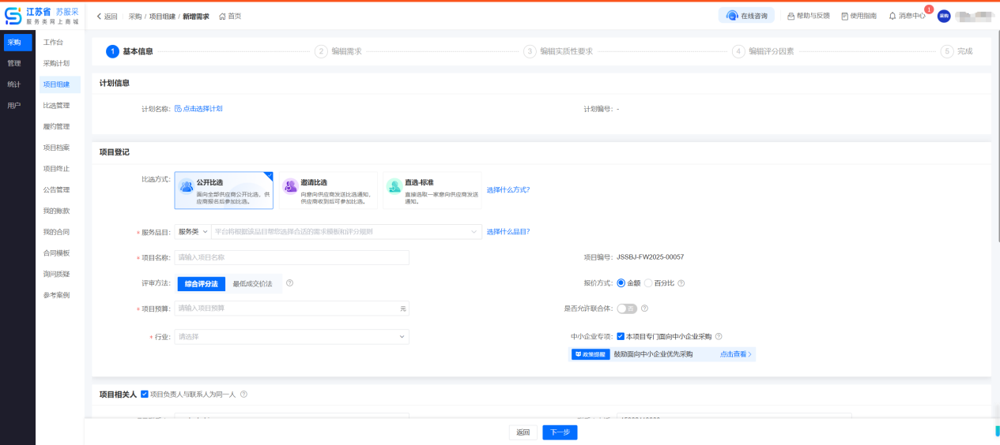 江苏省 苏服采
服务类网上商城
返回 采购 / 项目组建 / 新增需求 首页
在线咨询 帮助与反馈 使用指南 消息中心 1 采购
采购
管理
统计
用户
工作台
采购计划
项目组建
比选管理
履约管理
项目档案
项目终止
公告管理
我的账款
我的合同
合同模板
询问质疑
参考案例
1 基本信息 2 编辑需求 3 编辑实质性要求 4 编辑评分因素 5 完成
计划信息
计划名称: 点击选择计划 计划编号: -
项目登记
比选方式:
公开比选
面向全部供应商公开比选，供
应商报名后参加比选。
邀请比选
向意向供应商发送比选通知，
供应商收到后可参加比选。
直选-标准
直接选取一家意向供应商发送
通知。
选择什么方式?
* 服务品目: 服务类 平台将根据该品目帮您选择合适的需求模板和评分规则 选择什么品目?
* 项目名称: 请输入项目名称 项目编号: JSSBJ-FW2025-00057
评审方法: 综合评分法 最低成交价法 报价方式: 金额 百分比
* 项目预算: 请输入项目预算 元 是否允许联合体: 否
* 行业: 请选择 中小企业专项: 本项目专门面向中小企业采购
政策提醒 鼓励面向中小企业优先采购 点击查看
项目相关人 项目负责人与联系人为同一人
返回 下一步